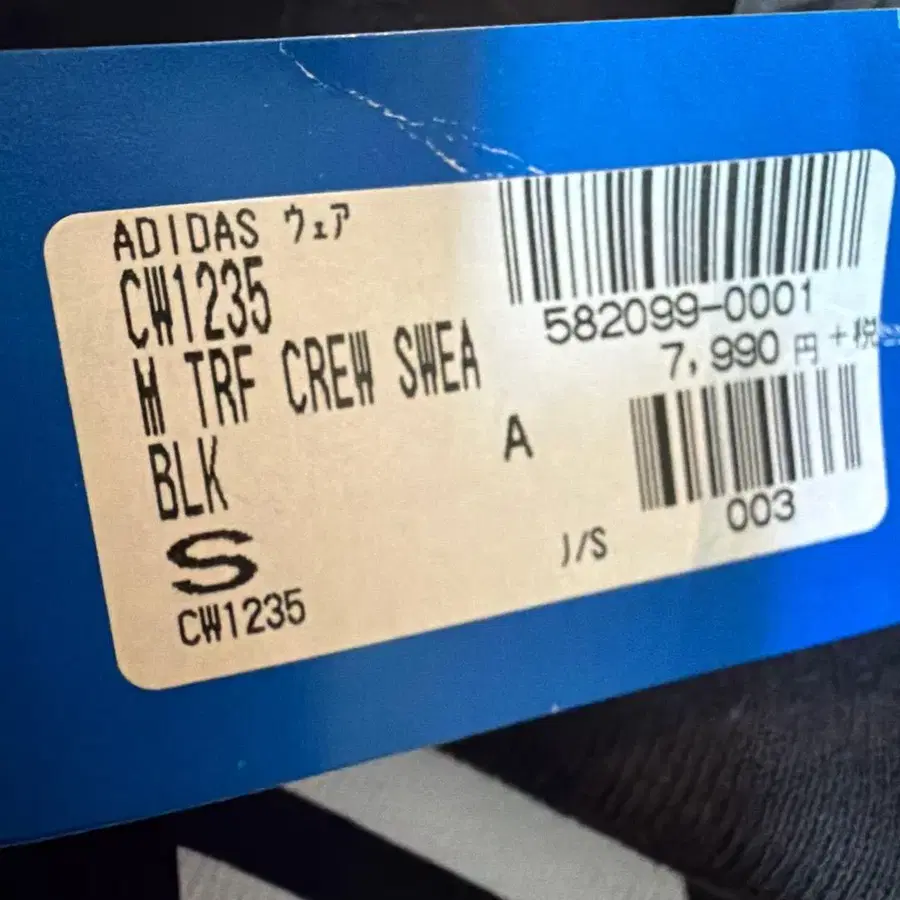 ADIDAS ウェア
CW1235
M TRF CREW SWEA
BLK
S
CW1235
A
J/S
582099-0001
7,990 円 +税
003